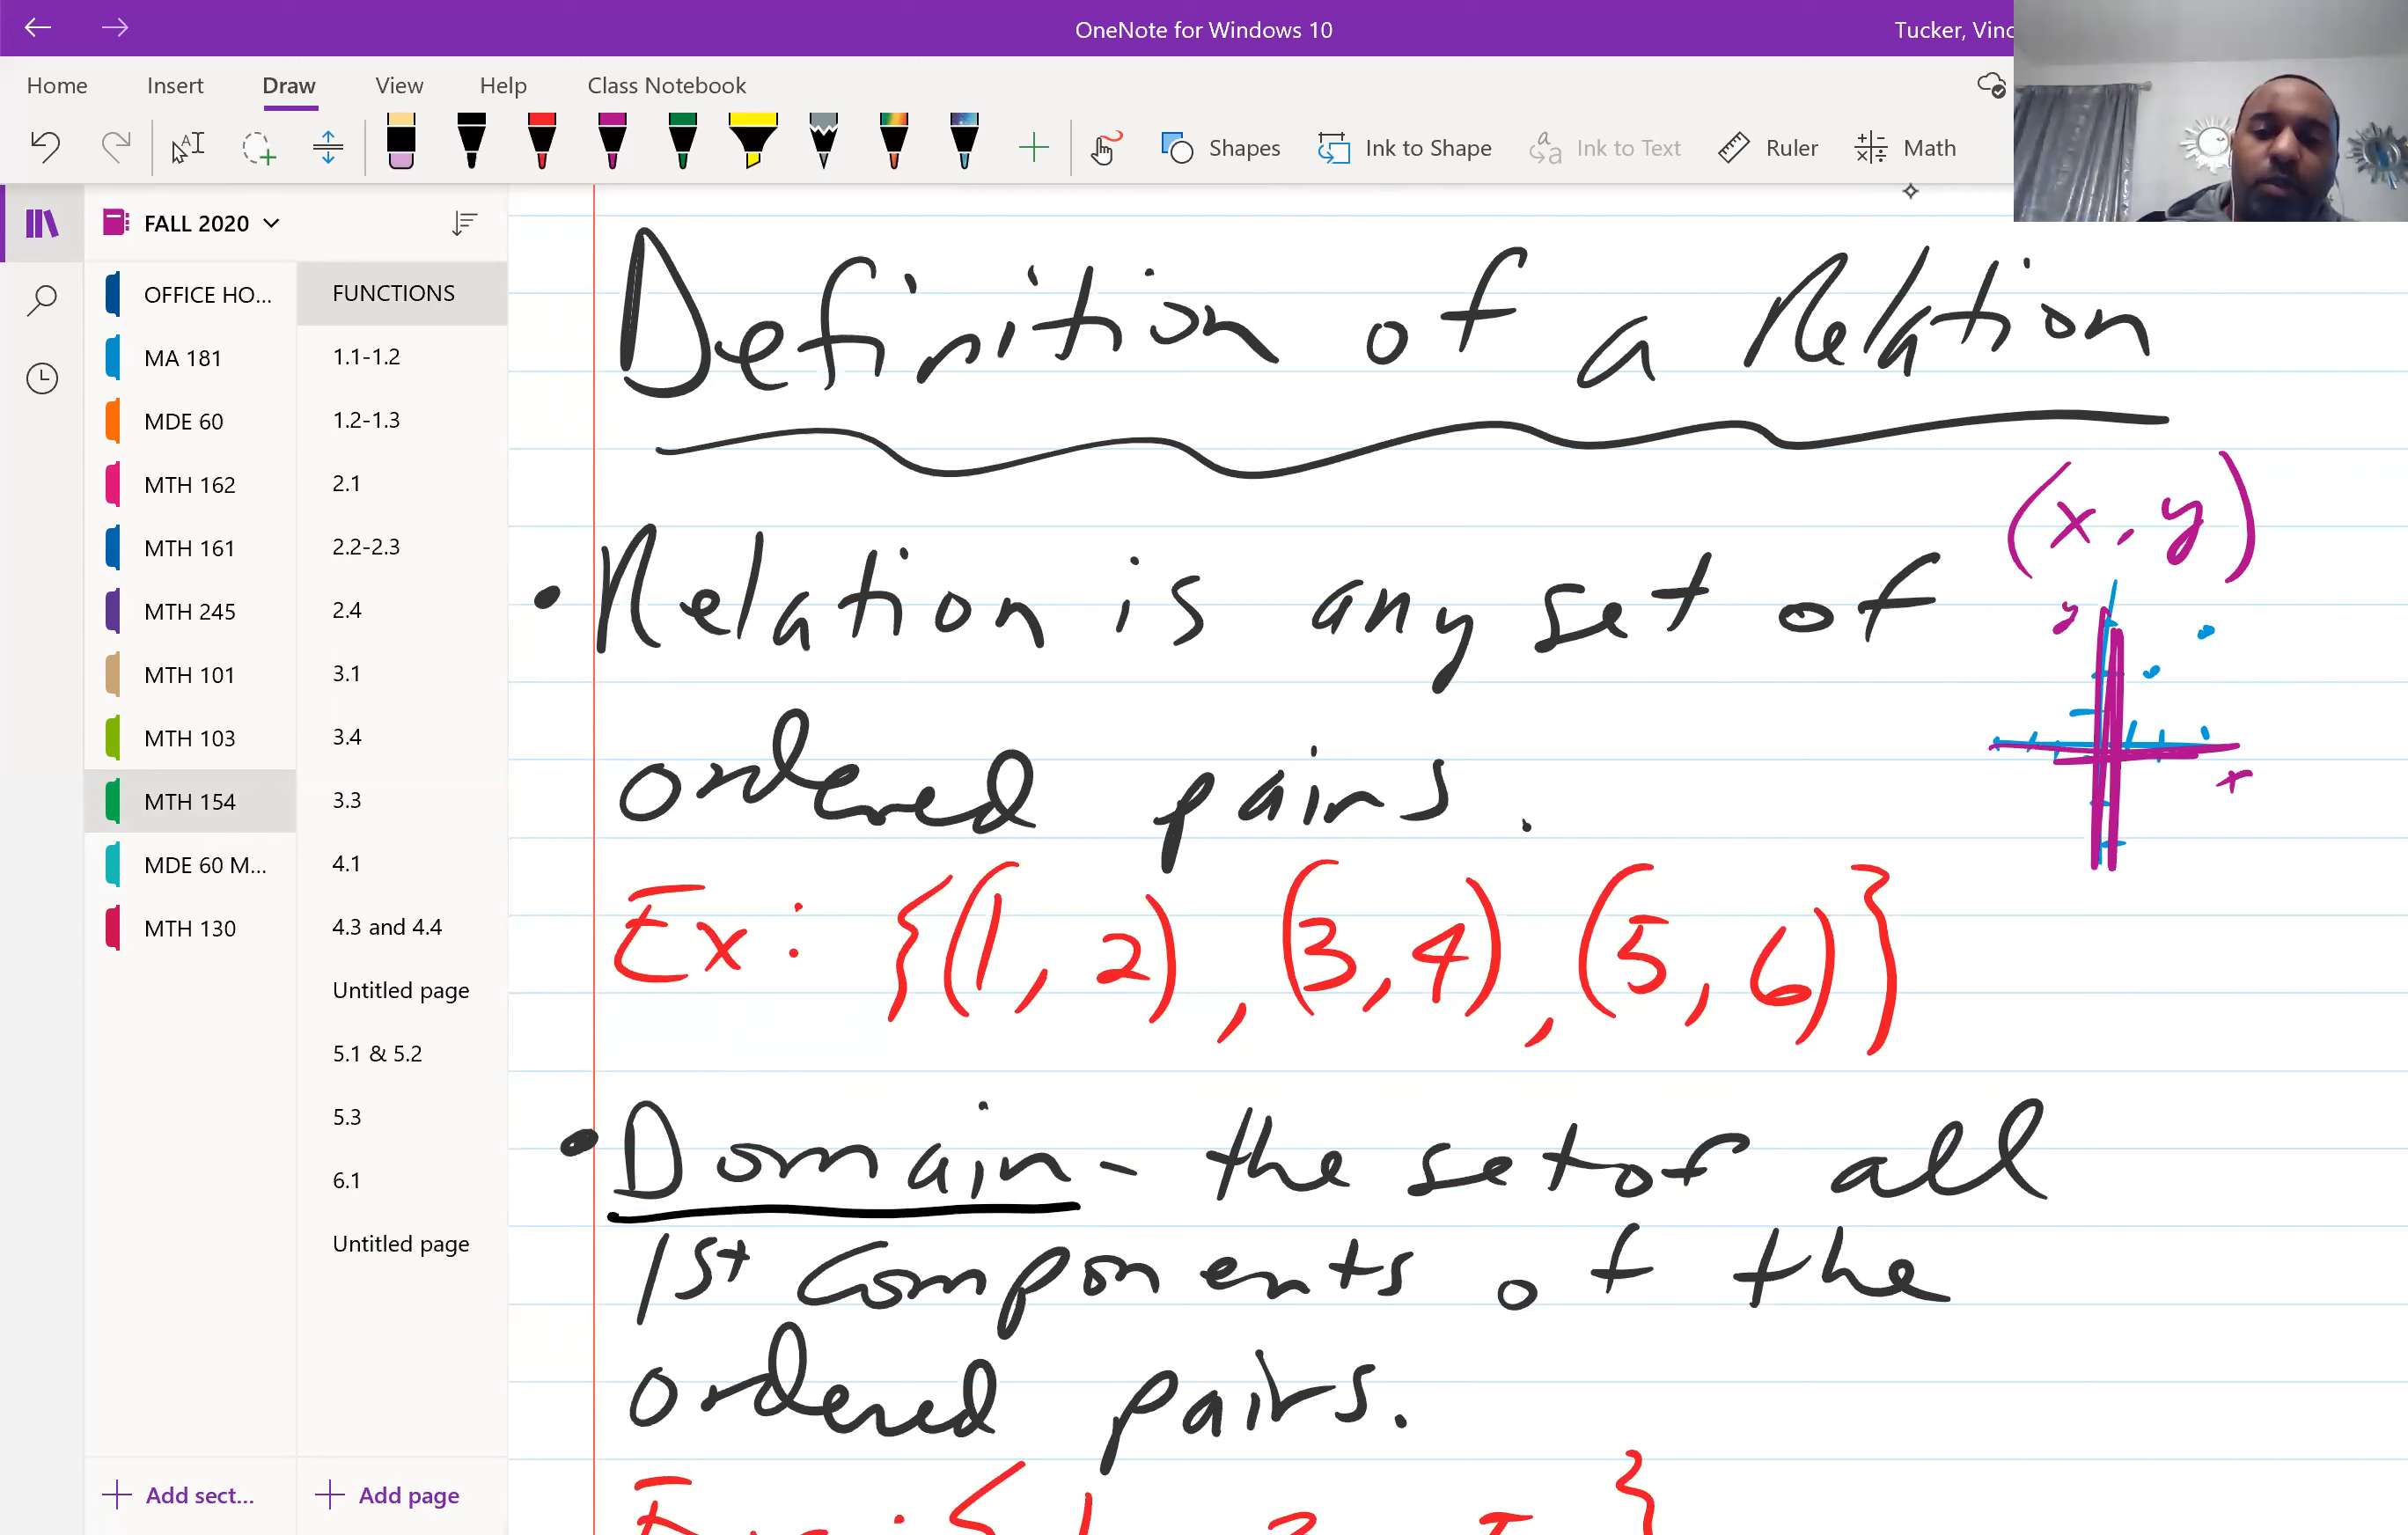 OneNote for Windows 10
Tucker, Vinc
Home Insert Draw View Help Class Notebook
Shapes Ink to Shape Ink to Text Ruler Math
FALL 2020
OFFICE HO...
MA 181
MDE 60
MTH 162
MTH 161
MTH 245
MTH 101
MTH 103
MTH 154
MDE 60 M...
MTH 130
Add sect...
FUNCTIONS
1.1-1.2
1.2-1.3
2.1
2.2-2.3
2.4
3.1
3.4
3.3
4.1
4.3 and 4.4
Untitled page
5.1 & 5.2
5.3
6.1
Untitled page
Add page
Definition of a Relation
(x, y)
• Relation is any set of
y
x
ordered pairs.
Ex: {(1, 2), (3, 4), (5, 6)}
• Domain - the set of all
1st components of the
ordered pairs.